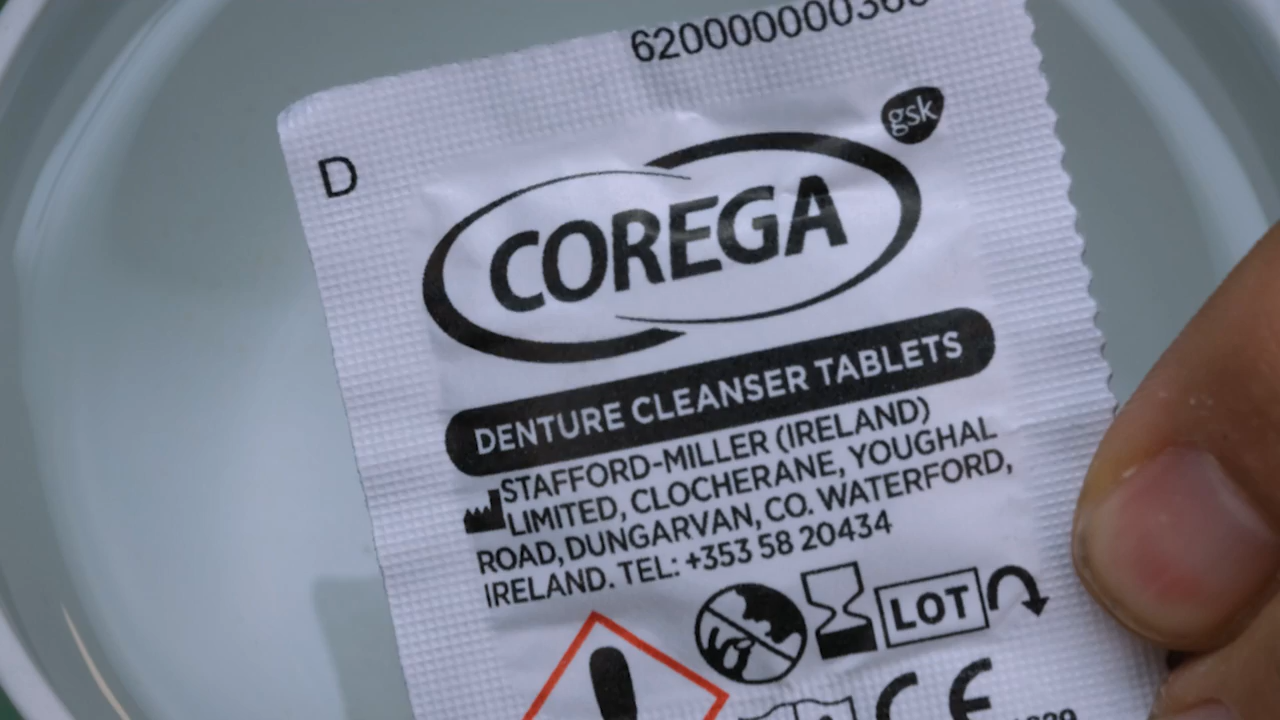 620000000360
gsk
D
COREGA
DENTURE CLEANSER TABLETS
STAFFORD-MILLER (IRELAND)
LIMITED, CLOCHERANE, YOUGHAL
ROAD, DUNGARVAN, CO. WATERFORD,
IRELAND. TEL: +353 58 20434
LOT
CE